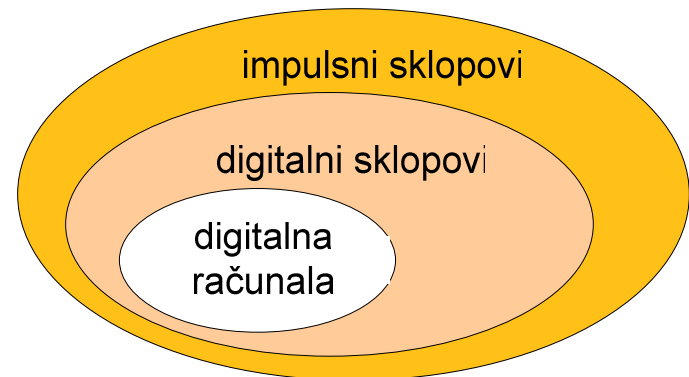 impulsni sklopovi
digitalni sklopovi
digitalna
računala